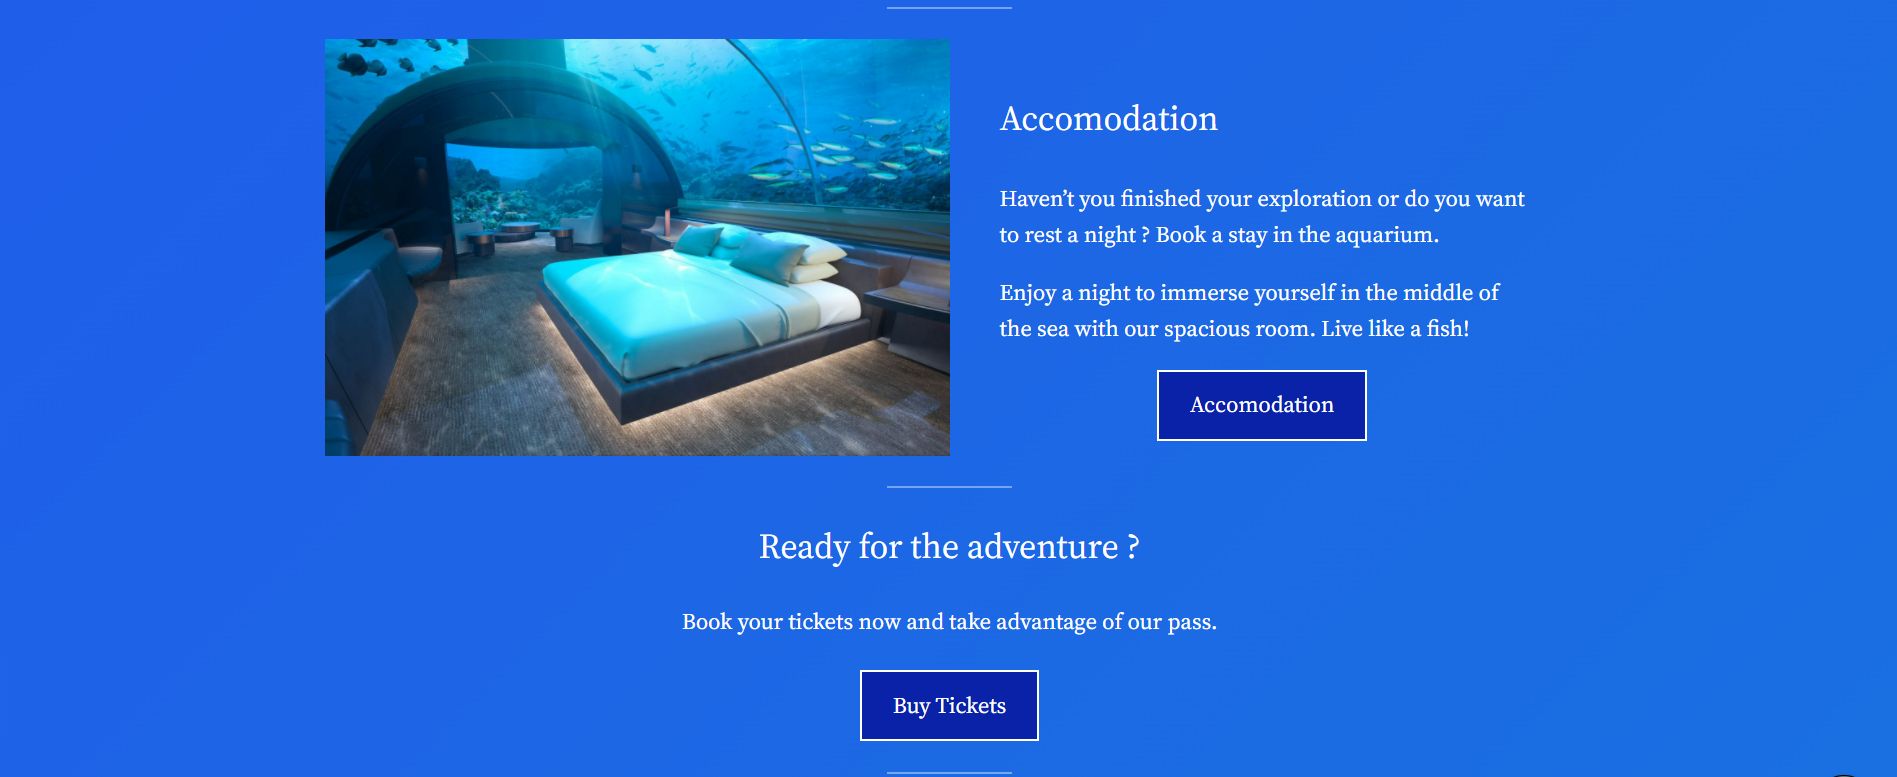 Accomodation
Haven’t you finished your exploration or do you want
to rest a night ? Book a stay in the aquarium.
Enjoy a night to immerse yourself in the middle of
the sea with our spacious room. Live like a fish!
Accomodation
Ready for the adventure ?
Book your tickets now and take advantage of our pass.
Buy Tickets